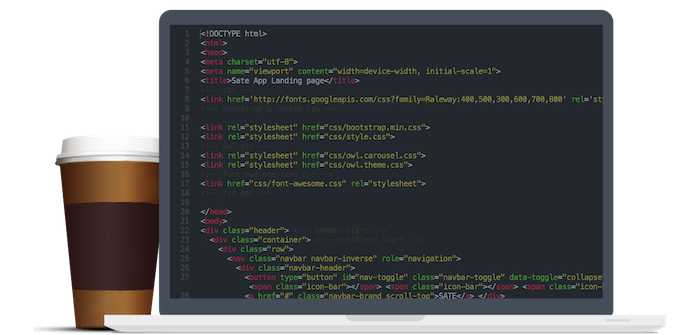 1 <!DOCTYPE html>
2 <html>
3 <head>
4 <meta charset="utf-8">
5 <meta name="viewport" content="width=device-width, initial-scale=1">
6 <title>Sate App Landing page</title>
7
8 <link href='http://fonts.googleapis.com/css?family=Raleway:400,500,300,600,700,800' rel='st
9
10
11 <link rel="stylesheet" href="css/bootstrap.min.css">
12 <link rel="stylesheet" href="css/style.css">
13
14 <link rel="stylesheet" href="css/owl.carousel.css">
15 <link rel="stylesheet" href="css/owl.theme.css">
16
17 <link href="css/font-awesome.css" rel="stylesheet">
18
19
20 </head>
21 <body>
22 <div class="header"> <!-- header start -->
23 <div class="container"> <!-- container start -->
24 <div class="row">
25 <nav class="navbar navbar-inverse" role="navigation">
26 <div class="navbar-header">
27 <button type="button" id="nav-toggle" class="navbar-toggle" data-toggle="collapse
<span class="icon-bar"></span> <span class="icon-bar"></span> <span class="icon
28 <a href="#" class="navbar-brand scroll-top">SATE</a> </div>